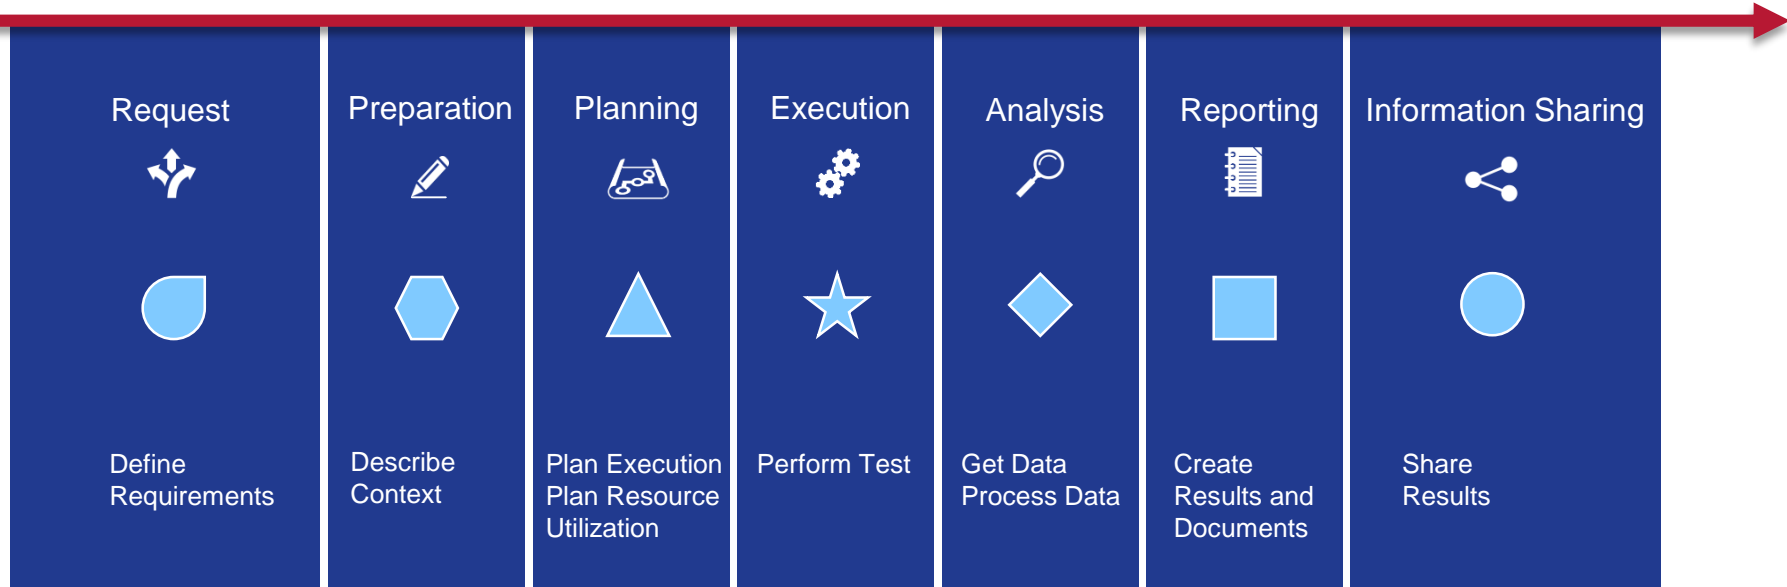 Request
Define
Requirements
Preparation
Describe
Context
Planning
Plan Execution
Plan Resource
Utilization
Execution
Perform Test
Analysis
Get Data
Process Data
Reporting
Create
Results and
Documents
Information Sharing
Share
Results